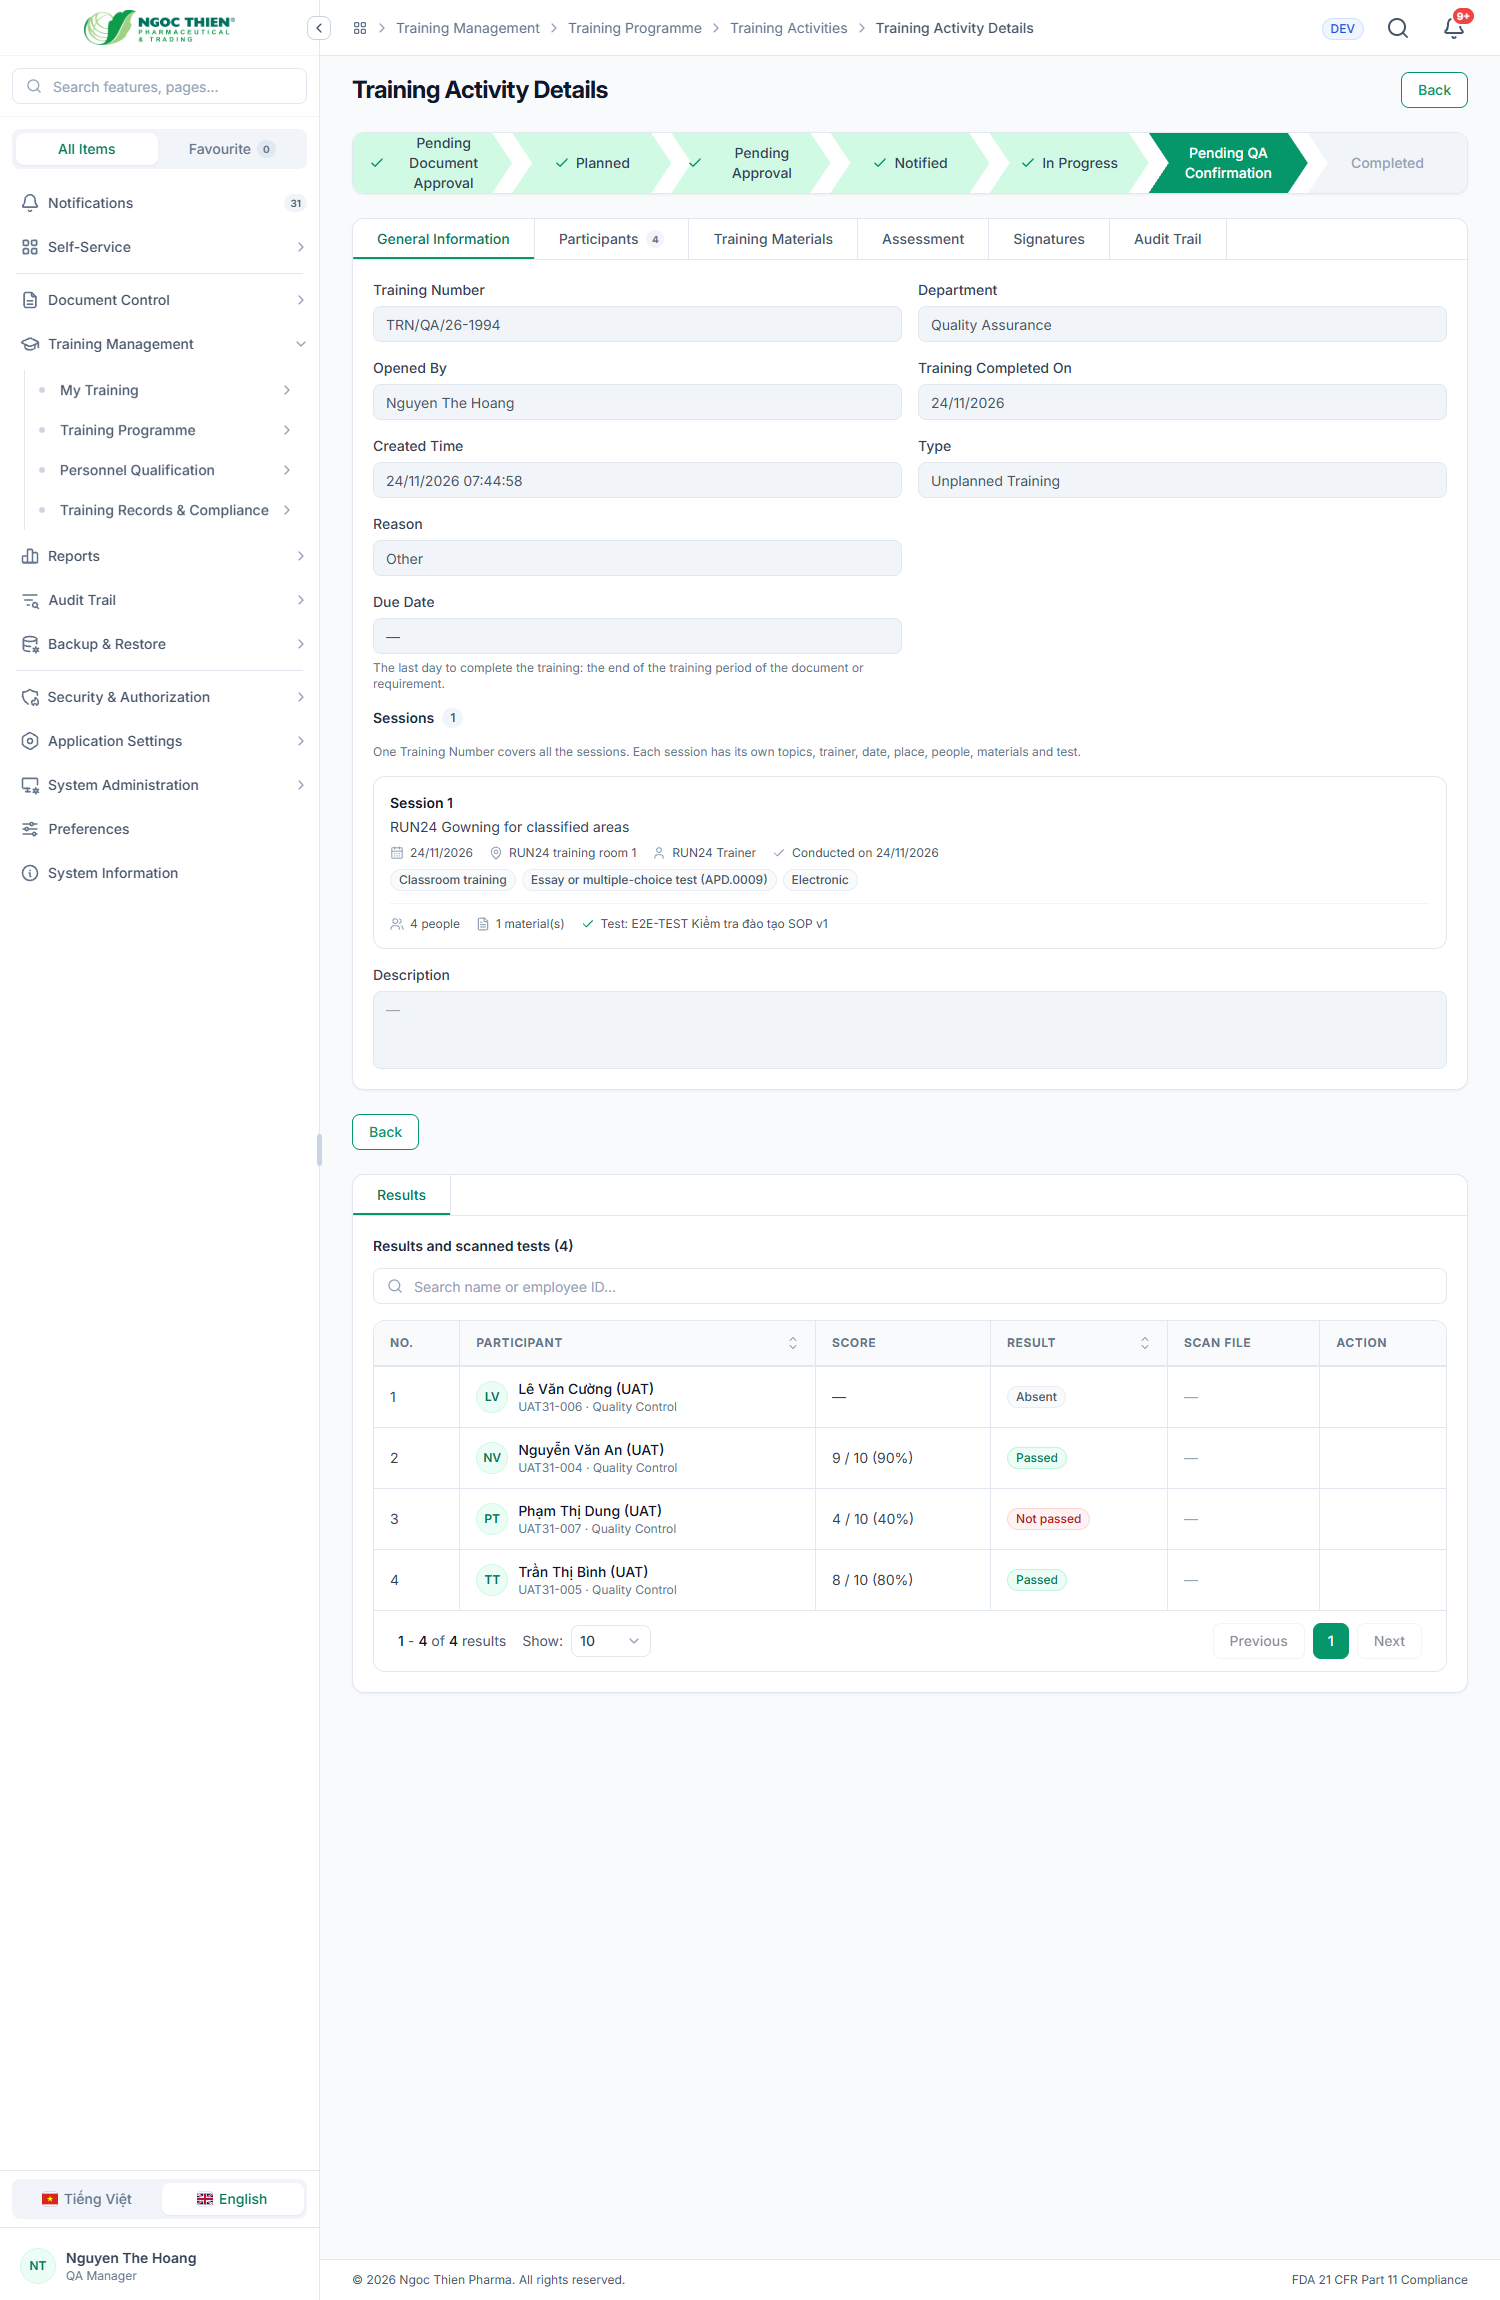 NGOC THIEN®
PHARMACEUTICAL
& TRADING
Search features, pages...
All Items
Favourite 0
Notifications 31
Self-Service
Document Control
Training Management
My Training
Training Programme
Personnel Qualification
Training Records & Compliance
Reports
Audit Trail
Backup & Restore
Security & Authorization
Application Settings
System Administration
Preferences
System Information
Tiếng Việt
English
NT
Nguyen The Hoang
QA Manager
Training Management
Training Programme
Training Activities
Training Activity Details
DEV
9+
Training Activity Details
Back
Pending
Document
Approval
Planned
Pending
Approval
Notified
In Progress
Pending QA
Confirmation
Completed
General Information
Participants 4
Training Materials
Assessment
Signatures
Audit Trail
Training Number
TRN/QA/26-1994
Department
Quality Assurance
Opened By
Nguyen The Hoang
Training Completed On
24/11/2026
Created Time
24/11/2026 07:44:58
Type
Unplanned Training
Reason
Other
Due Date
—
The last day to complete the training: the end of the training period of the document or
requirement.
Sessions 1
One Training Number covers all the sessions. Each session has its own topics, trainer, date, place, people, materials and test.
Session 1
RUN24 Gowning for classified areas
24/11/2026 RUN24 training room 1 RUN24 Trainer Conducted on 24/11/2026
Classroom training Essay or multiple-choice test (APD.0009) Electronic
4 people 1 material(s) Test: E2E-TEST Kiểm tra đào tạo SOP v1
Description
—
Back
Results
Results and scanned tests (4)
Search name or employee ID...
NO. PARTICIPANT SCORE RESULT SCAN FILE ACTION
1 LV Lê Văn Cường (UAT) — Absent —
UAT31-006 · Quality Control
2 NV Nguyễn Văn An (UAT) 9 / 10 (90%) Passed —
UAT31-004 · Quality Control
3 PT Phạm Thị Dung (UAT) 4 / 10 (40%) Not passed —
UAT31-007 · Quality Control
4 TT Trần Thị Bình (UAT) 8 / 10 (80%) Passed —
UAT31-005 · Quality Control
1 - 4 of 4 results Show: 10
Previous 1 Next
© 2026 Ngoc Thien Pharma. All rights reserved.
FDA 21 CFR Part 11 Compliance